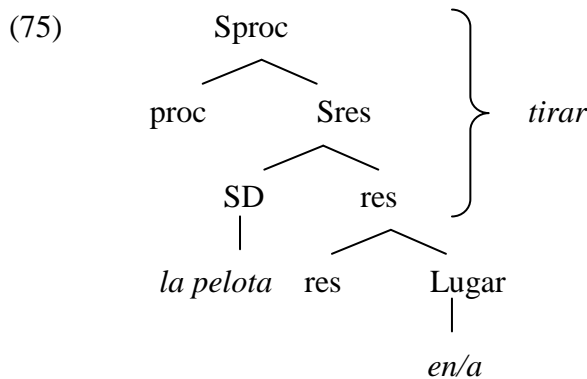 (75) Sproc
proc Sres tirar
SD res
la pelota res Lugar
en/a